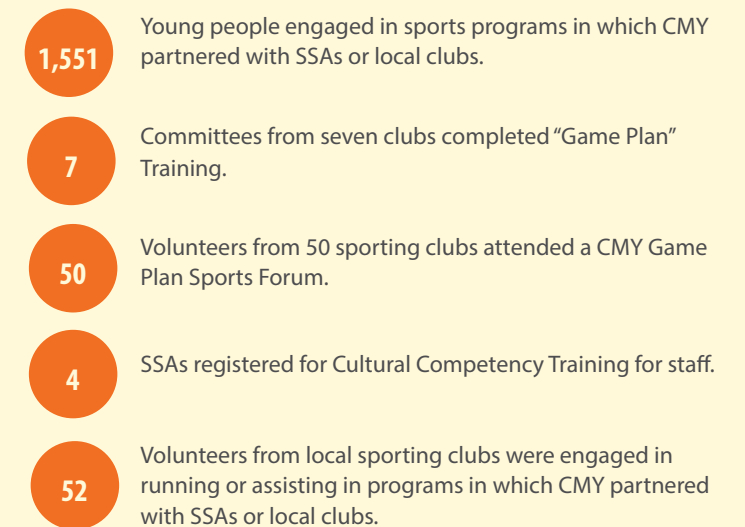 1,551
Young people engaged in sports programs in which CMY
partnered with SSAs or local clubs.
7
Committees from seven clubs completed “Game Plan”
Training.
50
Volunteers from 50 sporting clubs attended a CMY Game
Plan Sports Forum.
4
SSAs registered for Cultural Competency Training for staff.
52
Volunteers from local sporting clubs were engaged in
running or assisting in programs in which CMY partnered
with SSAs or local clubs.